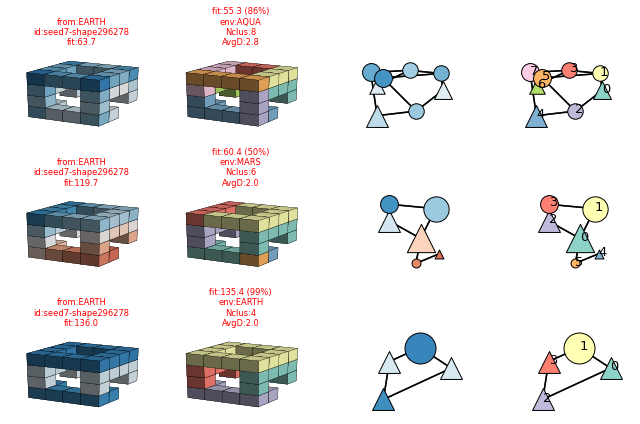 from:EARTH
id:seed7-shape296278
fit:63.7
fit:55.3 (86%)
env:AQUA
Nclus:8
AvgD:2.8
7
5
3
1
6
0
4
2
from:EARTH
id:seed7-shape296278
fit:119.7
fit:60.4 (50%)
env:MARS
Nclus:6
AvgD:2.0
3
1
2
0
4
5
from:EARTH
id:seed7-shape296278
fit:136.0
fit:135.4 (99%)
env:EARTH
Nclus:4
AvgD:2.0
1
3
0
2